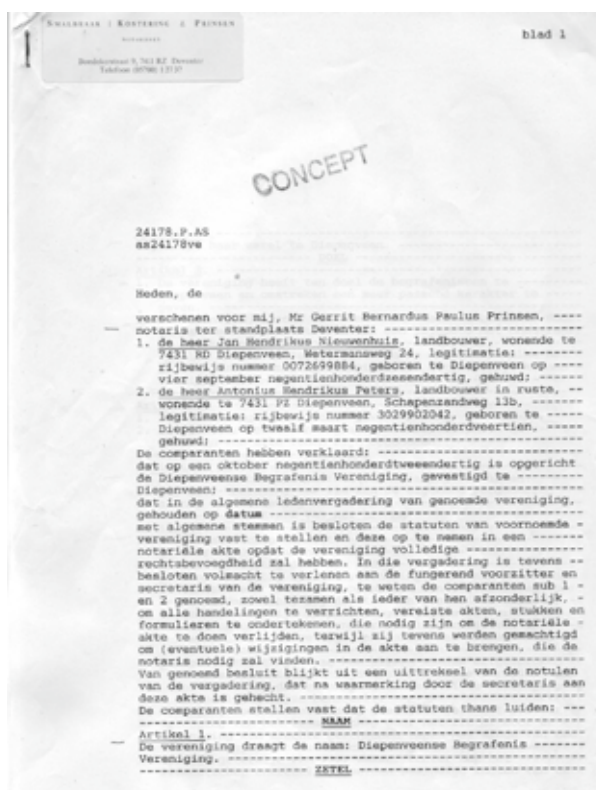 SMALBRAAK | KOSTERING & PRINSEN
NOTARISSEN
blad 1
CONCEPT
24178.P.AS
as24178ve
Heden, de
verschenen voor mij, Mr Gerrit Bernardus Paulus Prinsen, ----
notaris ter standplaats Deventer: -------------------------
1. de heer Jan Hendrikus Nieuwenhuis, landbouwer, wonende te
7431 RD Diepenveen, Wetermansweg 24, legitimatie:
rijbewijs nummer 0072699884, geboren te Diepenveen op
vier september negentienhonderdzesendertig, gehuwd; ------
2. de heer Antonius Hendrikus Peters, landbouwer in ruste, --
wonende te 7431 PZ Diepenveen, Schapenzandweg 13b, -------
legitimatie: rijbewijs nummer 3029902042, geboren te -----
Diepenveen op twaalf maart negentienhonderdveertien, -----
gehuwd; --------------------------------------------------
De comparanten hebben verklaard: ---------------------------
dat op een oktober negentienhonderdtweeendertig is opgericht
de Diepenveense Begrafenis Vereniging, gevestigd te --------
Diepenveen; ------------------------------------------------
dat in de algemene ledenvergadering van genoemde vereniging,
gehouden op datum ------------------------------------------
met algemene stemmen is besloten de statuten van voornoemde -
vereniging vast te stellen en deze op te nemen in een -------
notariële akte opdat de vereniging volledige ---------------
rechtsbevoegdheid zal hebben. In die vergadering is tevens --
besloten volmacht te verlenen aan de fungerend voorzitter en
secretaris van de vereniging, te weten de comparanten sub 1 -
en 2 genoemd, zowel tezamen als ieder van hen afzonderlijk, -
om alle handelingen te verrichten, vereiste akten, stukken en
formulieren te ondertekenen, die nodig zijn om de notariële -
akte te doen verlijden, terwijl zij tevens werden gemachtigd
om (eventuele) wijzigingen in de akte aan te brengen, die de
notaris nodig zal vinden. ----------------------------------
Van genoemd besluit blijkt uit een uittreksel van de notulen
van de vergadering, dat na waarmerking door de secretaris aan
deze akte is gehecht. --------------------------------------
De comparanten stellen vast dat de statuten thans luiden: ---
------------------------ NAAM ------------------------------
Artikel 1. -------------------------------------------------
De vereniging draagt de naam: Diepenveense Begrafenis -------
Vereniging. ------------------------------------------------
------------------------ ZETEL -----------------------------